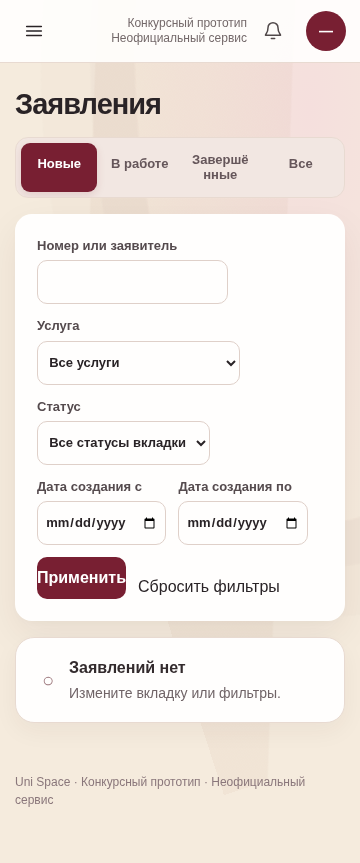 Конкурсный прототип
Неофициальный сервис
—
Заявления
Новые
В работе
Завершё
нные
Все
Номер или заявитель
Услуга
Все услуги
Статус
Все статусы вкладки
Дата создания с
Дата создания по
mm/dd/yyyy
mm/dd/yyyy
Применить
Сбросить фильтры
Заявлений нет
Измените вкладку или фильтры.
Uni Space · Конкурсный прототип · Неофициальный
сервис